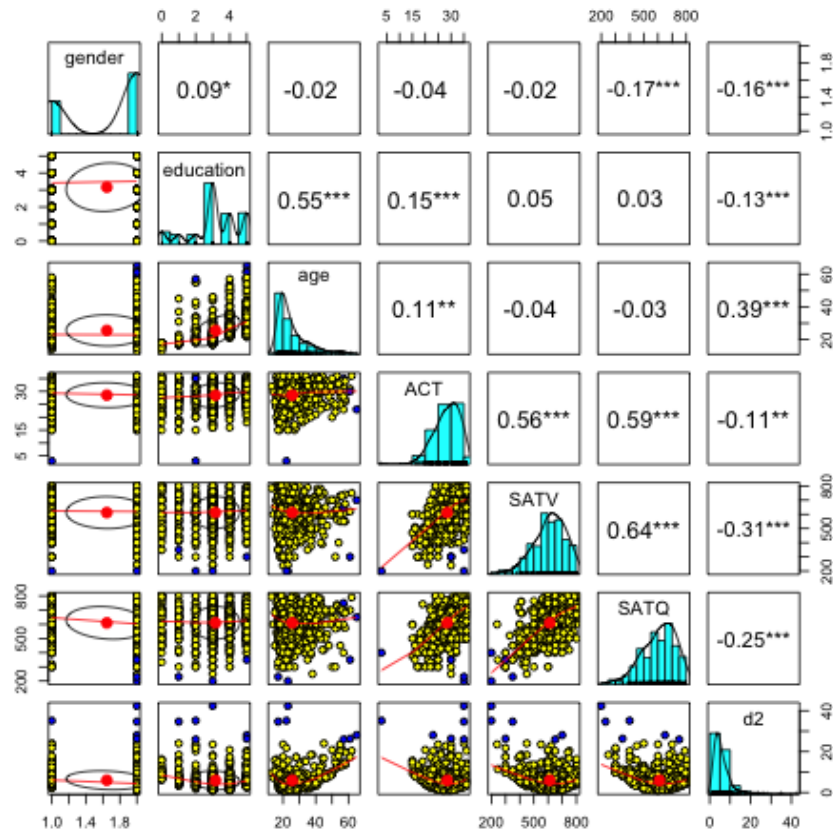 0 2 4 5 15 30 200 500 800
gender 0.09* -0.02 -0.04 -0.02 -0.17*** -0.16*** 1.0 1.4 1.8
0 2 4 education 0.55*** 0.15*** 0.05 0.03 -0.13***
age 0.11** -0.04 -0.03 0.39*** 20 40 60
5 15 30 ACT 0.56*** 0.59*** -0.11**
SATV 0.64*** -0.31*** 200 500 800
200 500 800 SATQ -0.25***
d2 0 20 40
1.0 1.4 1.8 20 40 60 200 500 800 0 20 40